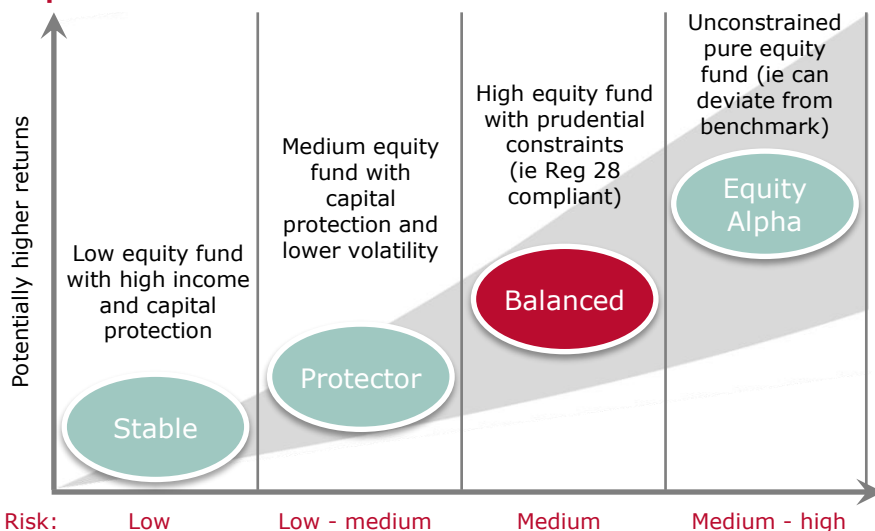 Unconstrained
pure equity
fund (ie can
deviate from
benchmark)
High equity fund
with prudential
constraints
(ie Reg 28
compliant)
Medium equity
fund with
capital
protection and
lower volatility
Low equity fund
with high income
and capital
protection
Potentially higher returns
Equity
Alpha
Balanced
Protector
Stable
Risk: Low Low - medium Medium Medium - high